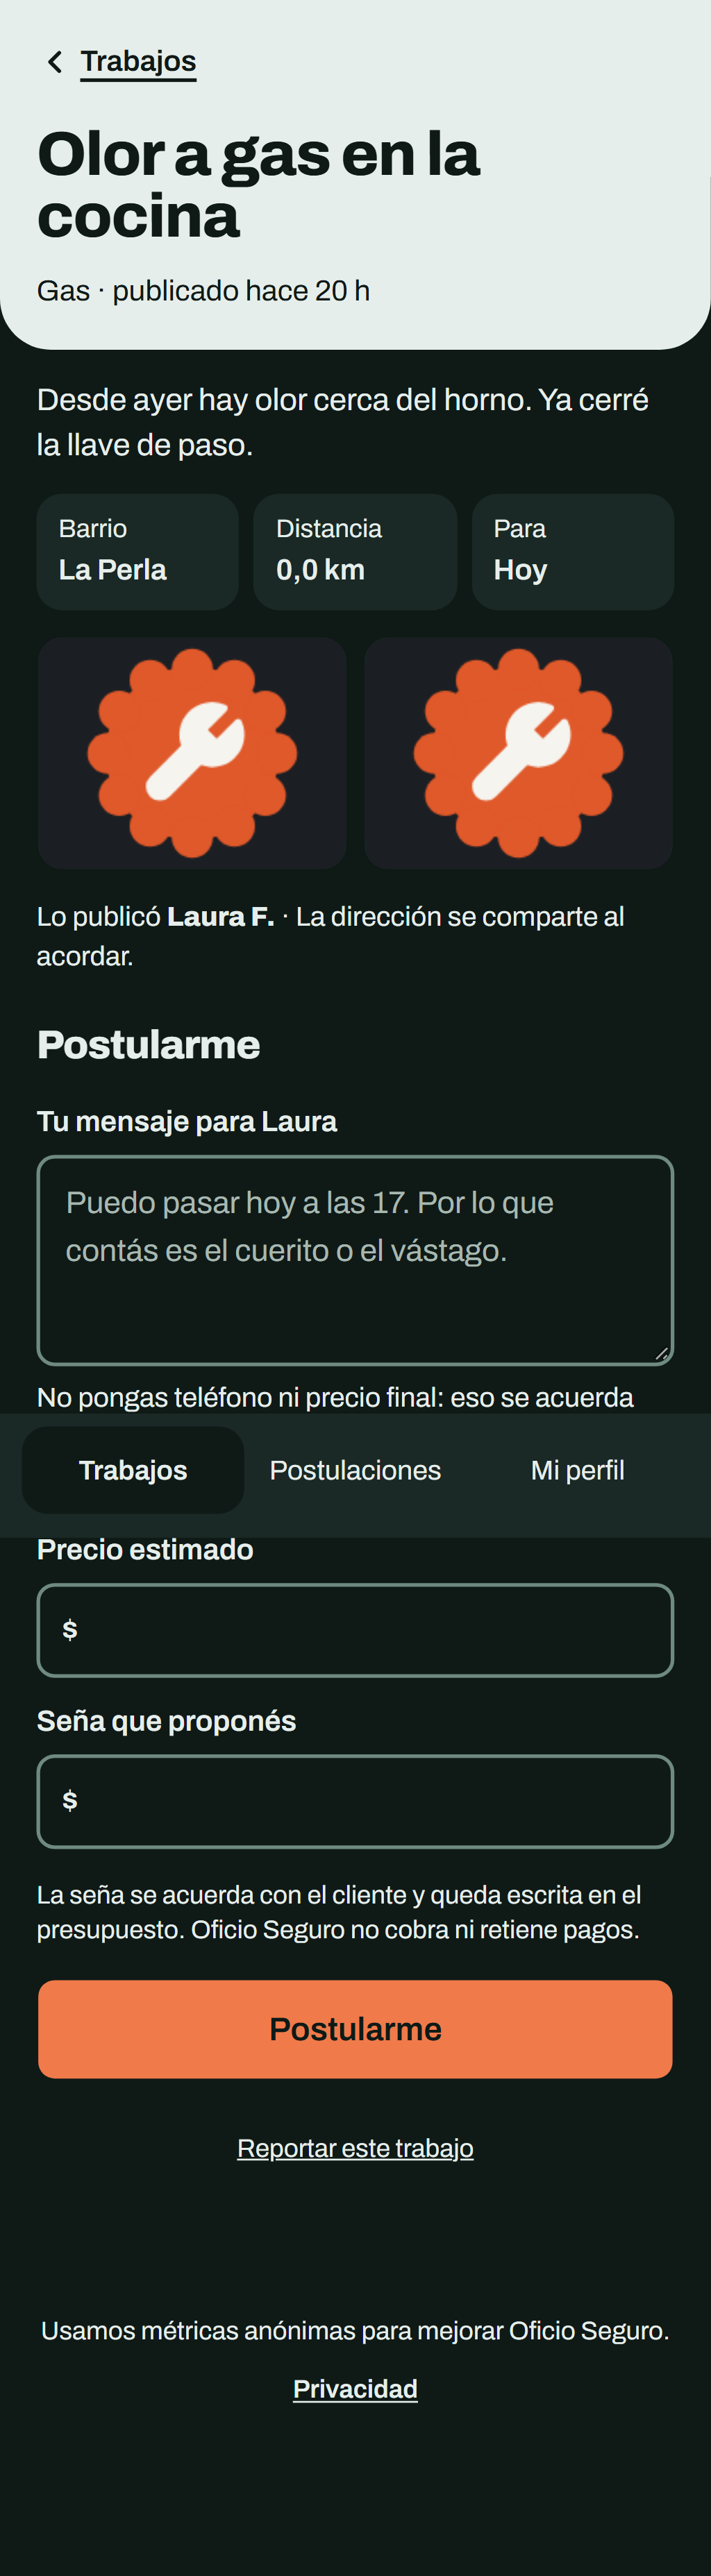 Trabajos
Olor a gas en la
cocina
Gas · publicado hace 20 h
Desde ayer hay olor cerca del horno. Ya cerré
la llave de paso.
Barrio
La Perla
Distancia
0,0 km
Para
Hoy
Lo publicó Laura F. · La dirección se comparte al
acordar.
Postularme
Tu mensaje para Laura
Puedo pasar hoy a las 17. Por lo que
contás es el cuerito o el vástago.
No pongas teléfono ni precio final: eso se acuerda
Trabajos
Postulaciones
Mi perfil
Precio estimado
$
Seña que proponés
$
La seña se acuerda con el cliente y queda escrita en el
presupuesto. Oficio Seguro no cobra ni retiene pagos.
Postularme
Reportar este trabajo
Usamos métricas anónimas para mejorar Oficio Seguro.
Privacidad